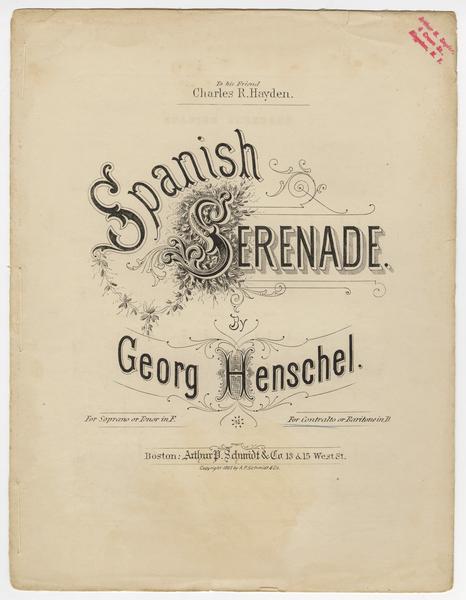 To his Friend
Charles R. Hayden.
Spanish
SERENADE.
By
Georg Henschel.
For Soprano or Tenor in F.
For Contralto or Baritone in D.
Boston: Arthur P. Schmidt & Co. 13 & 15 West St.